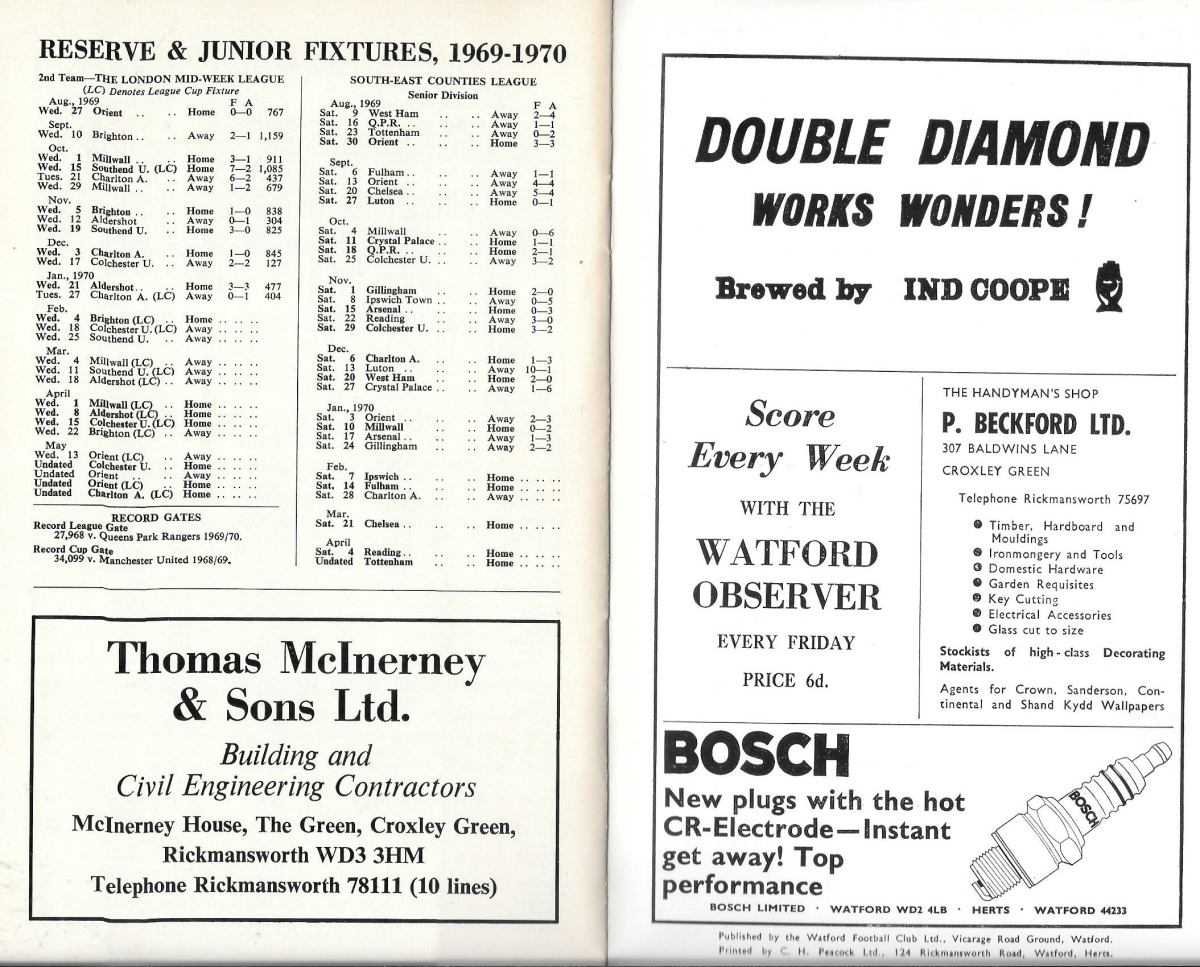 RESERVE & JUNIOR FIXTURES, 1969-1970
2nd Team—THE LONDON MID-WEEK LEAGUE
(LC) Denotes League Cup Fixture
Aug., 1969 F A
Wed. 27 Orient .. .. Home 0—0 767
Sept.
Wed. 10 Brighton .. .. Away 2—1 1,159
Oct.
Wed. 1 Millwall .. .. Home 3—1 911
Wed. 15 Southend U. (LC) Home 7—2 1,085
Tues. 21 Charlton A. .. Away 6—2 437
Wed. 29 Millwall .. .. Away 1—2 679
Nov.
Wed. 5 Brighton .. .. Home 1—0 838
Wed. 12 Aldershot .. Away 0—1 304
Wed. 19 Southend U. .. Home 3—0 825
Dec.
Wed. 3 Charlton A. .. Home 1—0 845
Wed. 17 Colchester U. .. Away 2—2 127
Jan., 1970
Wed. 21 Aldershot .. .. Home 3—3 477
Tues. 27 Charlton A. (LC) Away 0—1 404
Feb.
Wed. 4 Brighton (LC) .. Home .. .. ..
Wed. 18 Colchester U. (LC) Away .. .. ..
Wed. 25 Southend U. .. Away .. .. ..
Mar.
Wed. 4 Millwall (LC) .. Away .. .. ..
Wed. 11 Southend U. (LC) Away .. .. ..
Wed. 18 Aldershot (LC) .. Away .. .. ..
April
Wed. 1 Millwall (LC) .. Home .. .. ..
Wed. 8 Aldershot (LC) .. Home .. .. ..
Wed. 15 Colchester U. (LC) Home .. .. ..
Wed. 22 Brighton (LC) .. Away .. .. ..
May
Wed. 13 Orient (LC) .. Away .. .. ..
Undated Colchester U. .. Home .. .. ..
Undated Orient .. .. Away .. .. ..
Undated Orient (LC) .. Home .. .. ..
Undated Charlton A. (LC) Home .. .. ..
RECORD GATES
Record League Gate
27,968 v. Queens Park Rangers 1969/70.
Record Cup Gate
34,099 v. Manchester United 1968/69.
SOUTH-EAST COUNTIES LEAGUE
Senior Division
Aug., 1969 F A
Sat. 9 West Ham .. .. Away 2—4
Sat. 16 Q.P.R. .. .. Away 1—1
Sat. 23 Tottenham .. .. Away 0—2
Sat. 30 Orient .. .. Home 3—3
Sept.
Sat. 6 Fulham .. .. Away 1—1
Sat. 13 Orient .. .. Away 4—4
Sat. 20 Chelsea .. .. Away 5—4
Sat. 27 Luton .. .. Home 0—1
Oct.
Sat. 4 Millwall .. .. Away 0—6
Sat. 11 Crystal Palace .. .. Home 1—1
Sat. 18 Q.P.R. .. .. Home 2—1
Sat. 25 Colchester U. .. .. Away 3—2
Nov.
Sat. 1 Gillingham .. .. Home 2—0
Sat. 8 Ipswich Town .. .. Away 0—5
Sat. 15 Arsenal .. .. Home 0—3
Sat. 22 Reading .. .. Away 3—0
Sat. 29 Colchester U. .. .. Home 3—2
Dec.
Sat. 6 Charlton A. .. .. Home 1—3
Sat. 13 Luton .. .. Away 10—1
Sat. 20 West Ham .. .. Home 2—0
Sat. 27 Crystal Palace .. .. Away 1—6
Jan., 1970
Sat. 3 Orient .. .. Away 2—3
Sat. 10 Millwall .. .. Home 0—2
Sat. 17 Arsenal .. .. Away 1—3
Sat. 24 Gillingham .. .. Away 2—2
Feb.
Sat. 7 Ipswich .. .. Home .. .. ..
Sat. 14 Fulham .. .. Home .. .. ..
Sat. 28 Charlton A. .. .. Away .. .. ..
Mar.
Sat. 21 Chelsea .. .. Home .. .. ..
April
Sat. 4 Reading .. .. Home .. .. ..
Undated Tottenham .. .. Home .. .. ..
Thomas McInerney
& Sons Ltd.
Building and
Civil Engineering Contractors
McInerney House, The Green, Croxley Green,
Rickmansworth WD3 3HM
Telephone Rickmansworth 78111 (10 lines)
DOUBLE DIAMOND
WORKS WONDERS!
Brewed by IND COOPE
Score
Every Week
WITH THE
WATFORD
OBSERVER
EVERY FRIDAY
PRICE 6d.
THE HANDYMAN'S SHOP
P. BECKFORD LTD.
307 BALDWINS LANE
CROXLEY GREEN
Telephone Rickmansworth 75697
● Timber, Hardboard and
Mouldings
● Ironmongery and Tools
● Domestic Hardware
● Garden Requisites
● Key Cutting
● Electrical Accessories
● Glass cut to size
Stockists of high-class Decorating
Materials.
Agents for Crown, Sanderson, Con-
tinental and Shand Kydd Wallpapers
BOSCH
New plugs with the hot
CR-Electrode—Instant
get away! Top
performance
BOSCH
BOSCH LIMITED · WATFORD WD2 4LB · HERTS · WATFORD 44233
Published by the Watford Football Club Ltd., Vicarage Road Ground, Watford.
Printed by C. H. Peacock Ltd., 124 Rickmansworth Road, Watford, Herts.